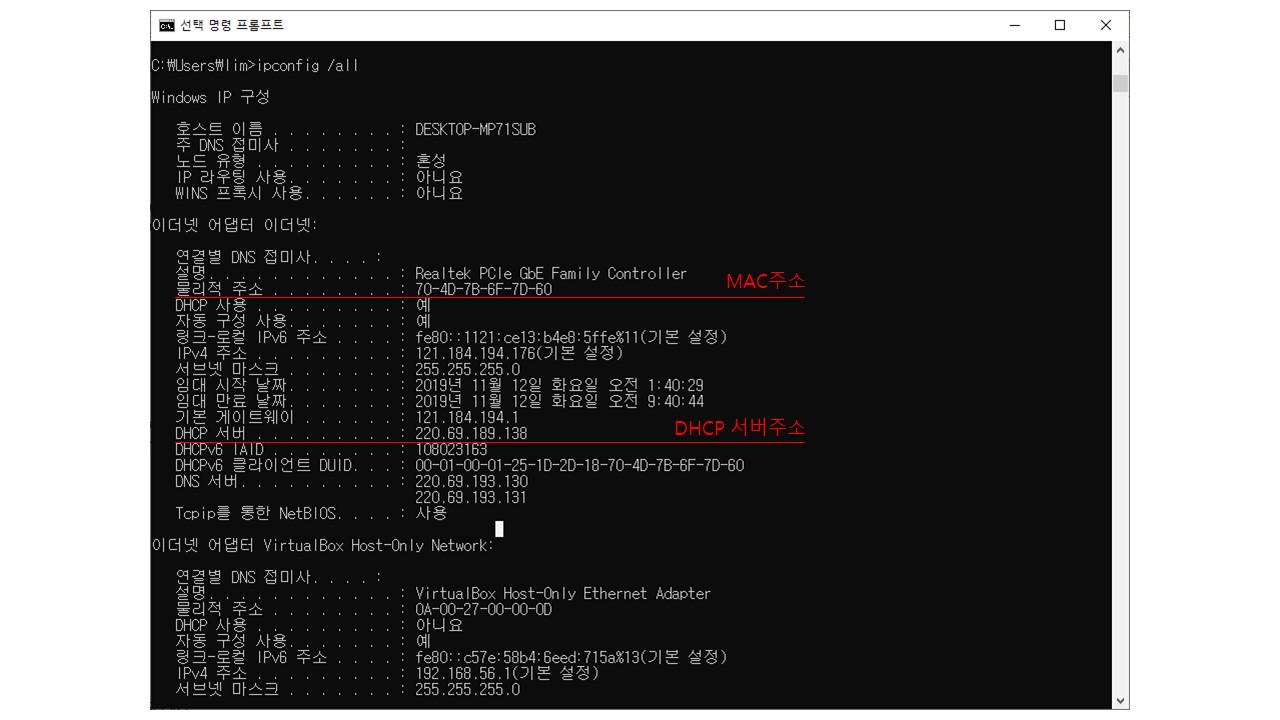 선택 명령 프롬프트
C:₩Users₩lim>ipconfig /all
Windows IP 구성
호스트 이름 . . . . . . . . : DESKTOP-MP71SUB
주 DNS 접미사 . . . . . . . :
노드 유형 . . . . . . . . . : 혼성
IP 라우팅 사용. . . . . . . : 아니요
WINS 프록시 사용. . . . . . : 아니요
이더넷 어댑터 이더넷:
연결별 DNS 접미사. . . . :
설명. . . . . . . . . . . . : Realtek PCIe GbE Family Controller
MAC주소
물리적 주소 . . . . . . . . : 70-4D-7B-6F-7D-60
DHCP 사용 . . . . . . . . . : 예
자동 구성 사용. . . . . . . : 예
링크-로컬 IPv6 주소 . . . . : fe80::1121:ce13:b4e8:5ffe%11(기본 설정)
IPv4 주소 . . . . . . . . . : 121.184.194.176(기본 설정)
서브넷 마스크 . . . . . . . : 255.255.255.0
임대 시작 날짜. . . . . . . : 2019년 11월 12일 화요일 오전 1:40:29
임대 만료 날짜. . . . . . . : 2019년 11월 12일 화요일 오전 9:40:44
기본 게이트웨이 . . . . . . : 121.184.194.1
DHCP 서버 . . . . . . . . . : 220.69.189.138
DHCP 서버주소
DHCPv6 IAID . . . . . . . . : 108023163
DHCPv6 클라이언트 DUID. . . : 00-01-00-01-25-1D-2D-18-70-4D-7B-6F-7D-60
DNS 서버. . . . . . . . . . : 220.69.193.130
220.69.193.131
Tcpip를 통한 NetBIOS. . . . : 사용
이더넷 어댑터 VirtualBox Host-Only Network:
연결별 DNS 접미사. . . . :
설명. . . . . . . . . . . . : VirtualBox Host-Only Ethernet Adapter
물리적 주소 . . . . . . . . : 0A-00-27-00-00-0D
DHCP 사용 . . . . . . . . . : 아니요
자동 구성 사용. . . . . . . : 예
링크-로컬 IPv6 주소 . . . . : fe80::c57e:58b4:6eed:715a%13(기본 설정)
IPv4 주소 . . . . . . . . . : 192.168.56.1(기본 설정)
서브넷 마스크 . . . . . . . : 255.255.255.0